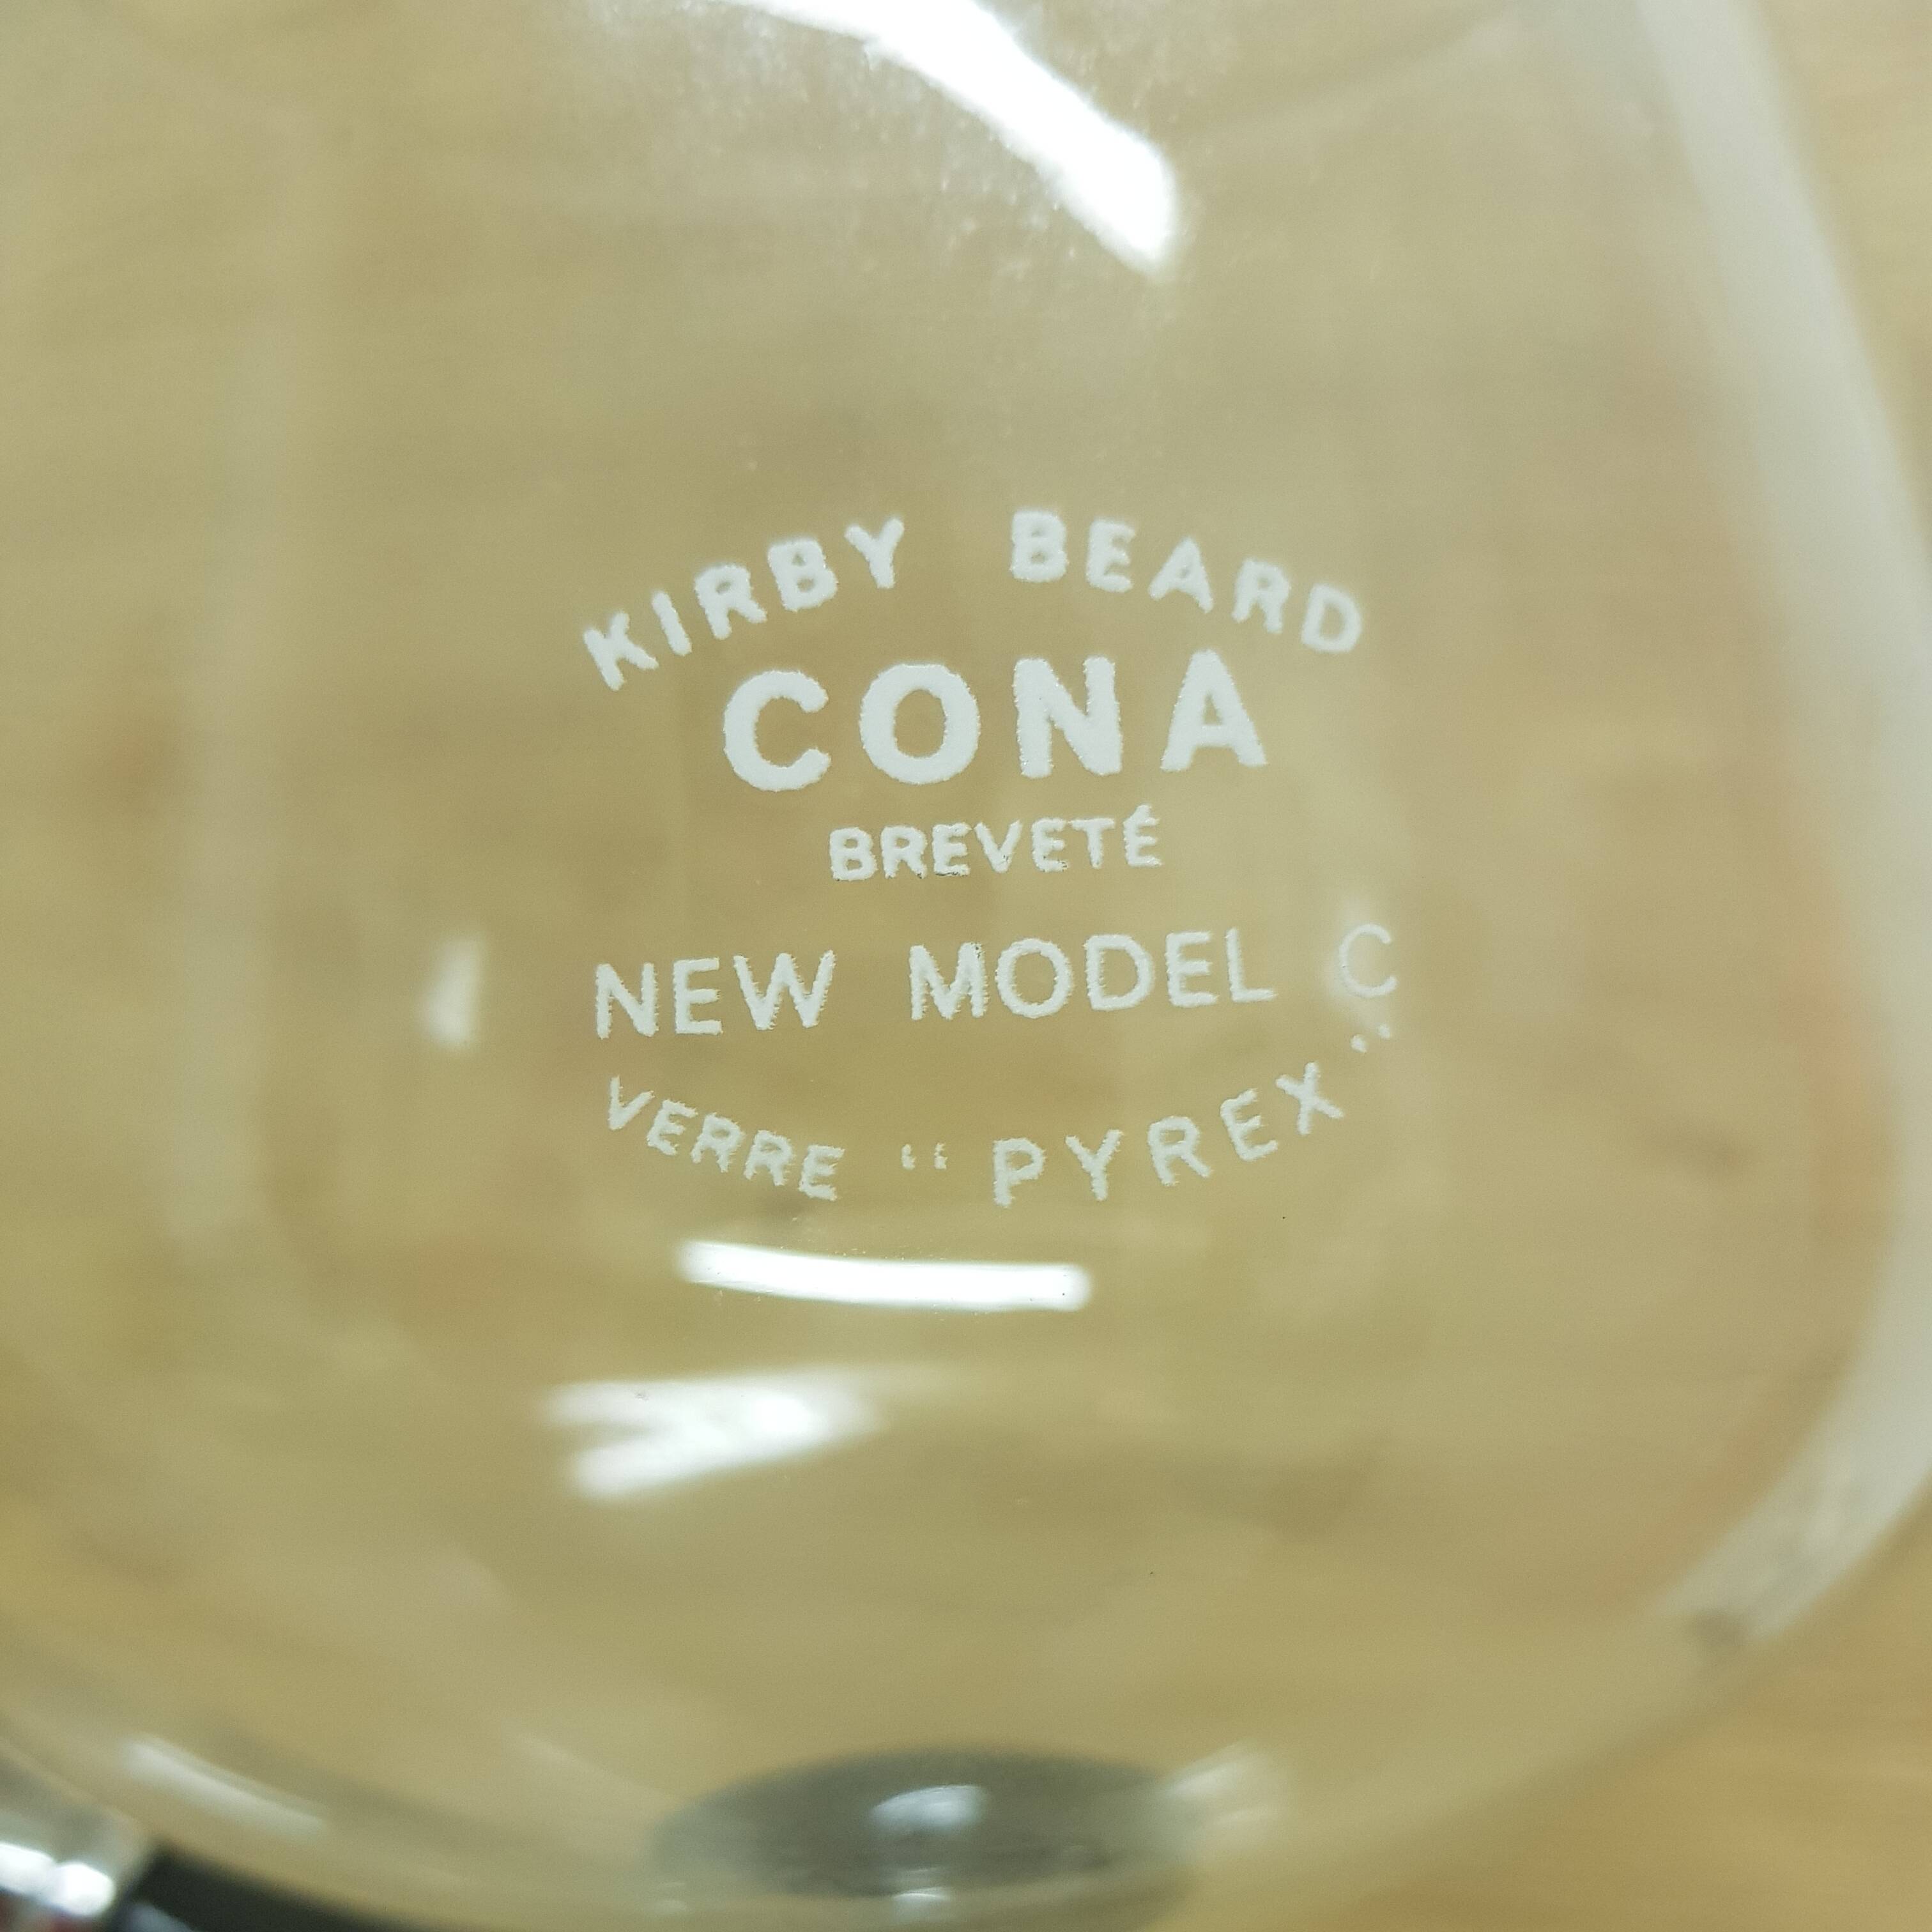 KIRBY BEARD
CONA
BREVETÉ
NEW MODEL C
VERRE “PYREX”